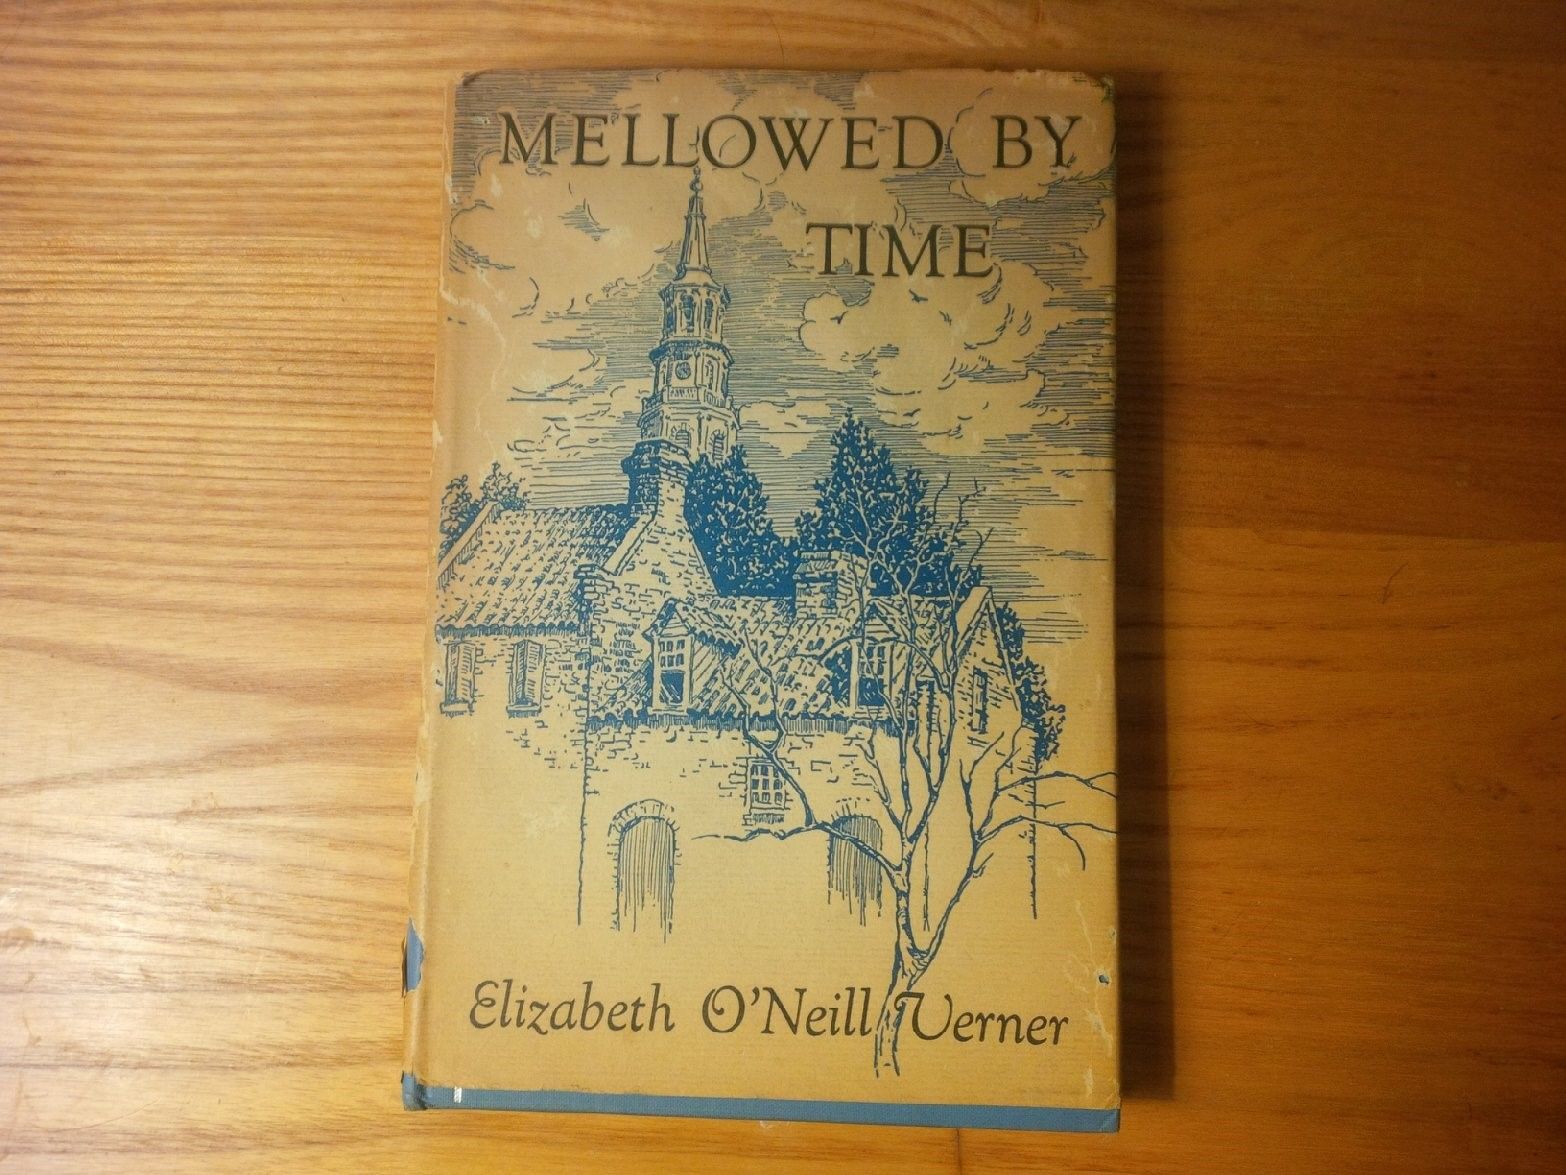 MELLOWED BY
TIME
Elizabeth O'Neill Verner